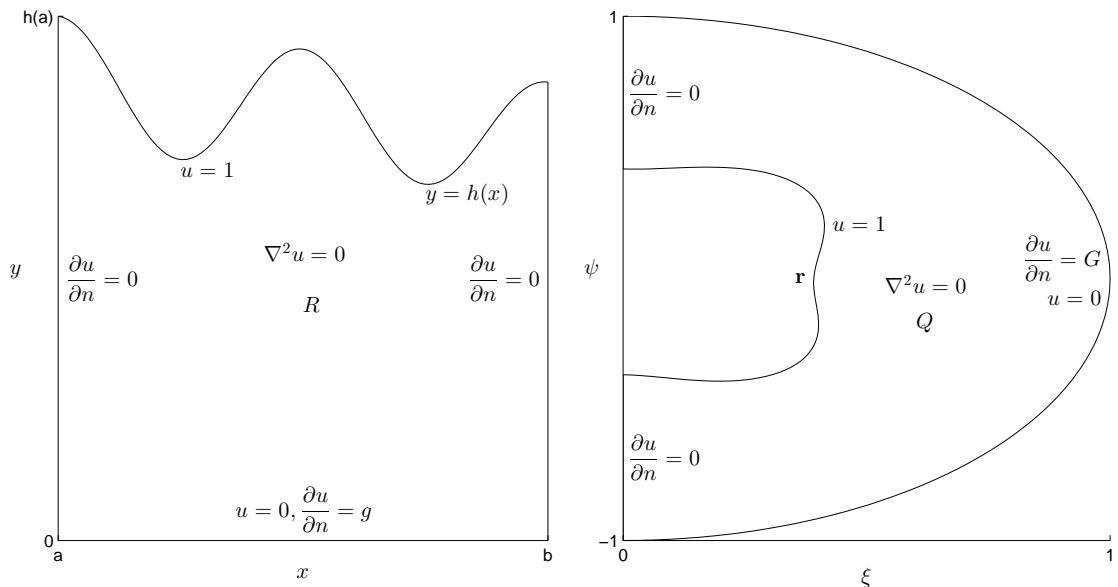 h(a)
u = 1
y = h(x)
y
∂u/∂n = 0
∇²u = 0
∂u/∂n = 0
R
u = 0, ∂u/∂n = g
0
a
b
x
1
∂u/∂n = 0
u = 1
ψ
r
∇²u = 0
Q
∂u/∂n = G
u = 0
∂u/∂n = 0
−1
0
1
ξ